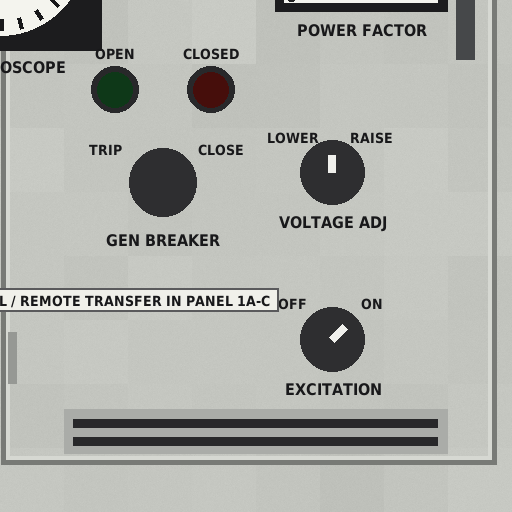 POWER FACTOR
OSCOPE
OPEN CLOSED
TRIP CLOSE
LOWER RAISE
GEN BREAKER
VOLTAGE ADJ
L / REMOTE TRANSFER IN PANEL 1A-C
OFF ON
EXCITATION